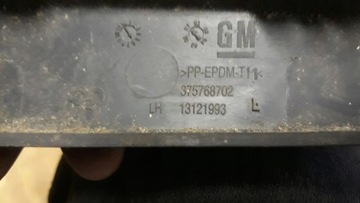 GM
>PP-EPDM-T11<
375768702
LH 13121993 L